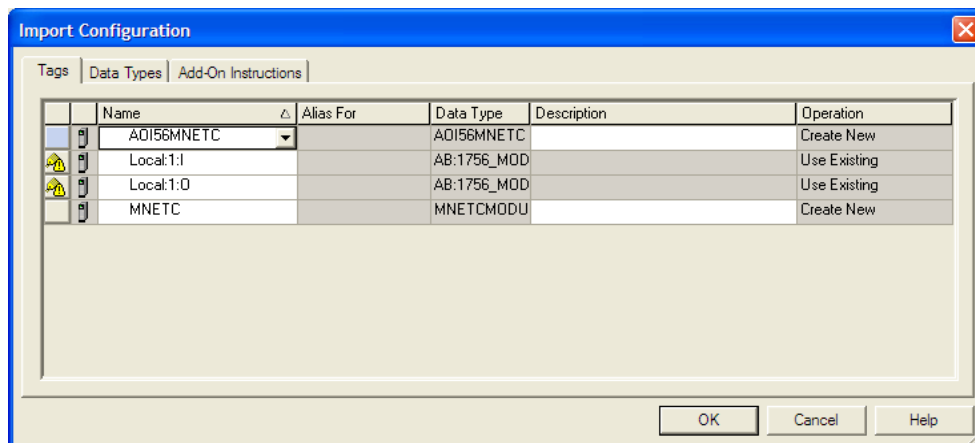 Import Configuration
Tags Data Types Add-On Instructions
Name Alias For Data Type Description Operation
AOI56MNETC AOI56MNETC Create New
Local:1:I AB:1756_MOD Use Existing
Local:1:O AB:1756_MOD Use Existing
MNETC MNETCMODU Create New
OK Cancel Help